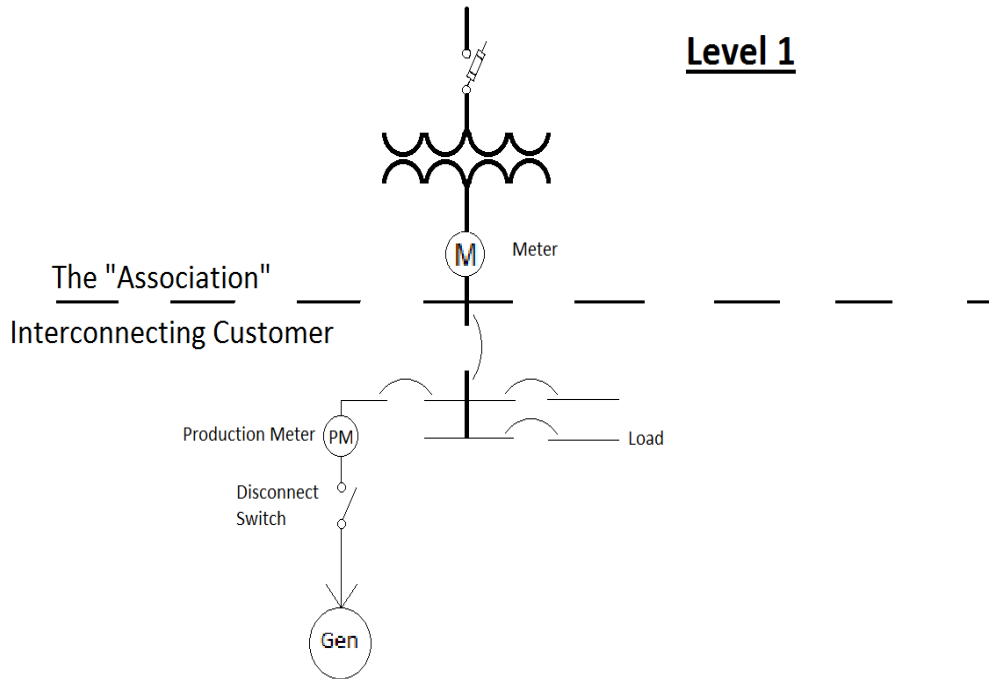 Level 1
M
Meter
The "Association"
Interconnecting Customer
Production Meter
PM
Load
Disconnect
Switch
Gen